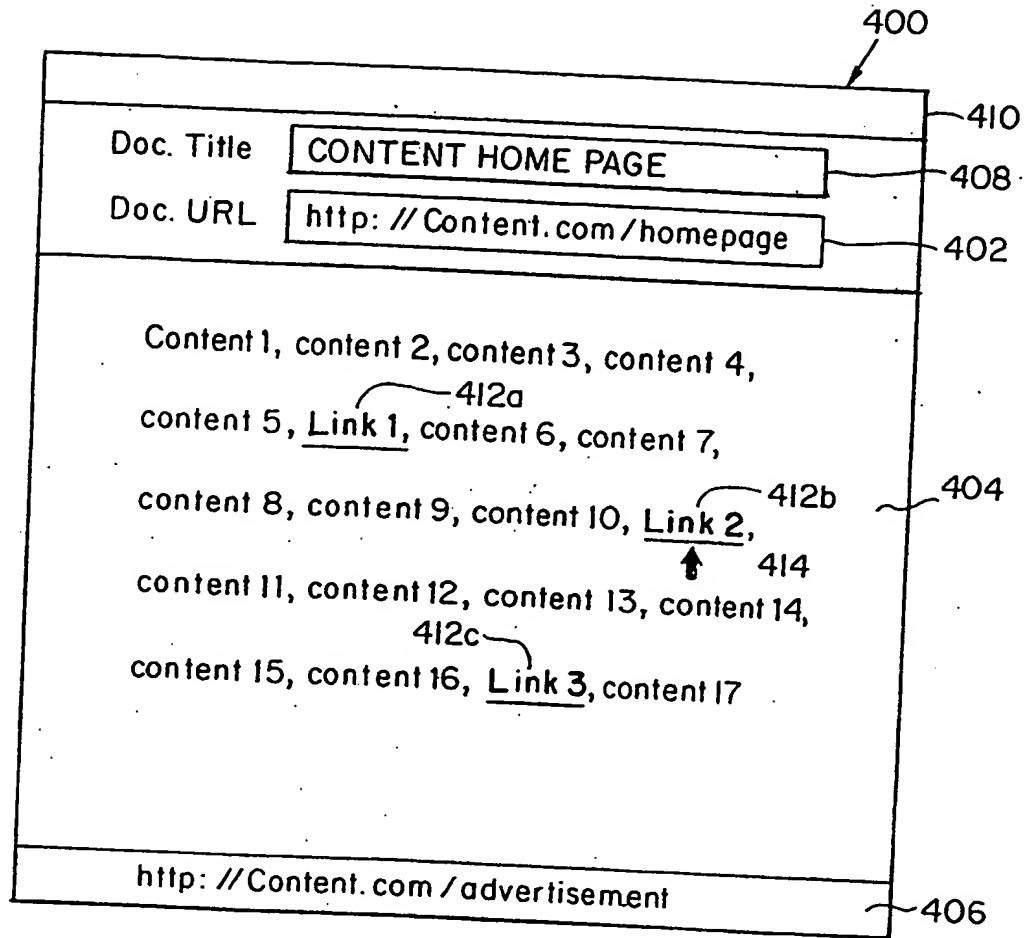 400
410
Doc. Title CONTENT HOME PAGE
408
Doc. URL http: //Content.com/homepage
402
Content 1, content 2, content 3, content 4,
412a
content 5, Link 1, content 6, content 7,
412b
404
content 8, content 9, content 10, Link 2,
414
content 11, content 12, content 13, content 14,
412c
content 15, content 16, Link 3, content 17
http: //Content.com/advertisement
406